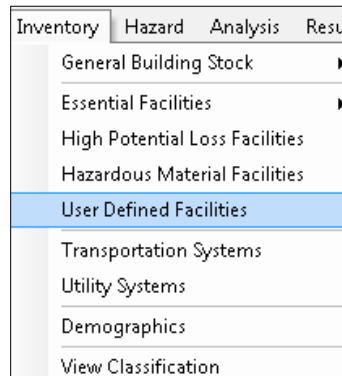 Inventory Hazard Analysis Resu
General Building Stock
Essential Facilities
High Potential Loss Facilities
Hazardous Material Facilities
User Defined Facilities
Transportation Systems
Utility Systems
Demographics
View Classification